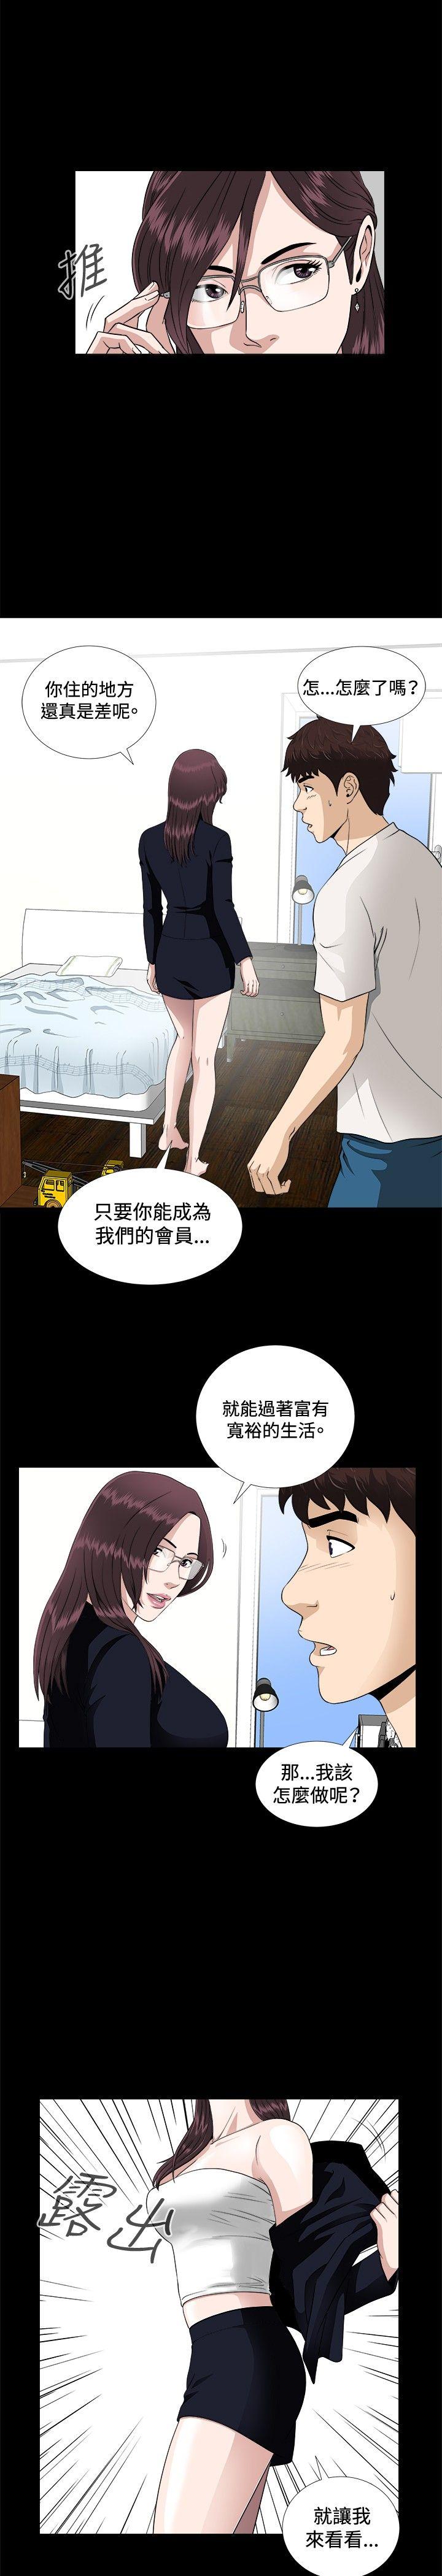 推
你住的地方
還真是差呢。
怎...怎麼了嗎？
只要你能成為
我們的會員...
就能過著富有
寬裕的生活。
那...我該
怎麼做呢？
露出
就讓我
來看看...